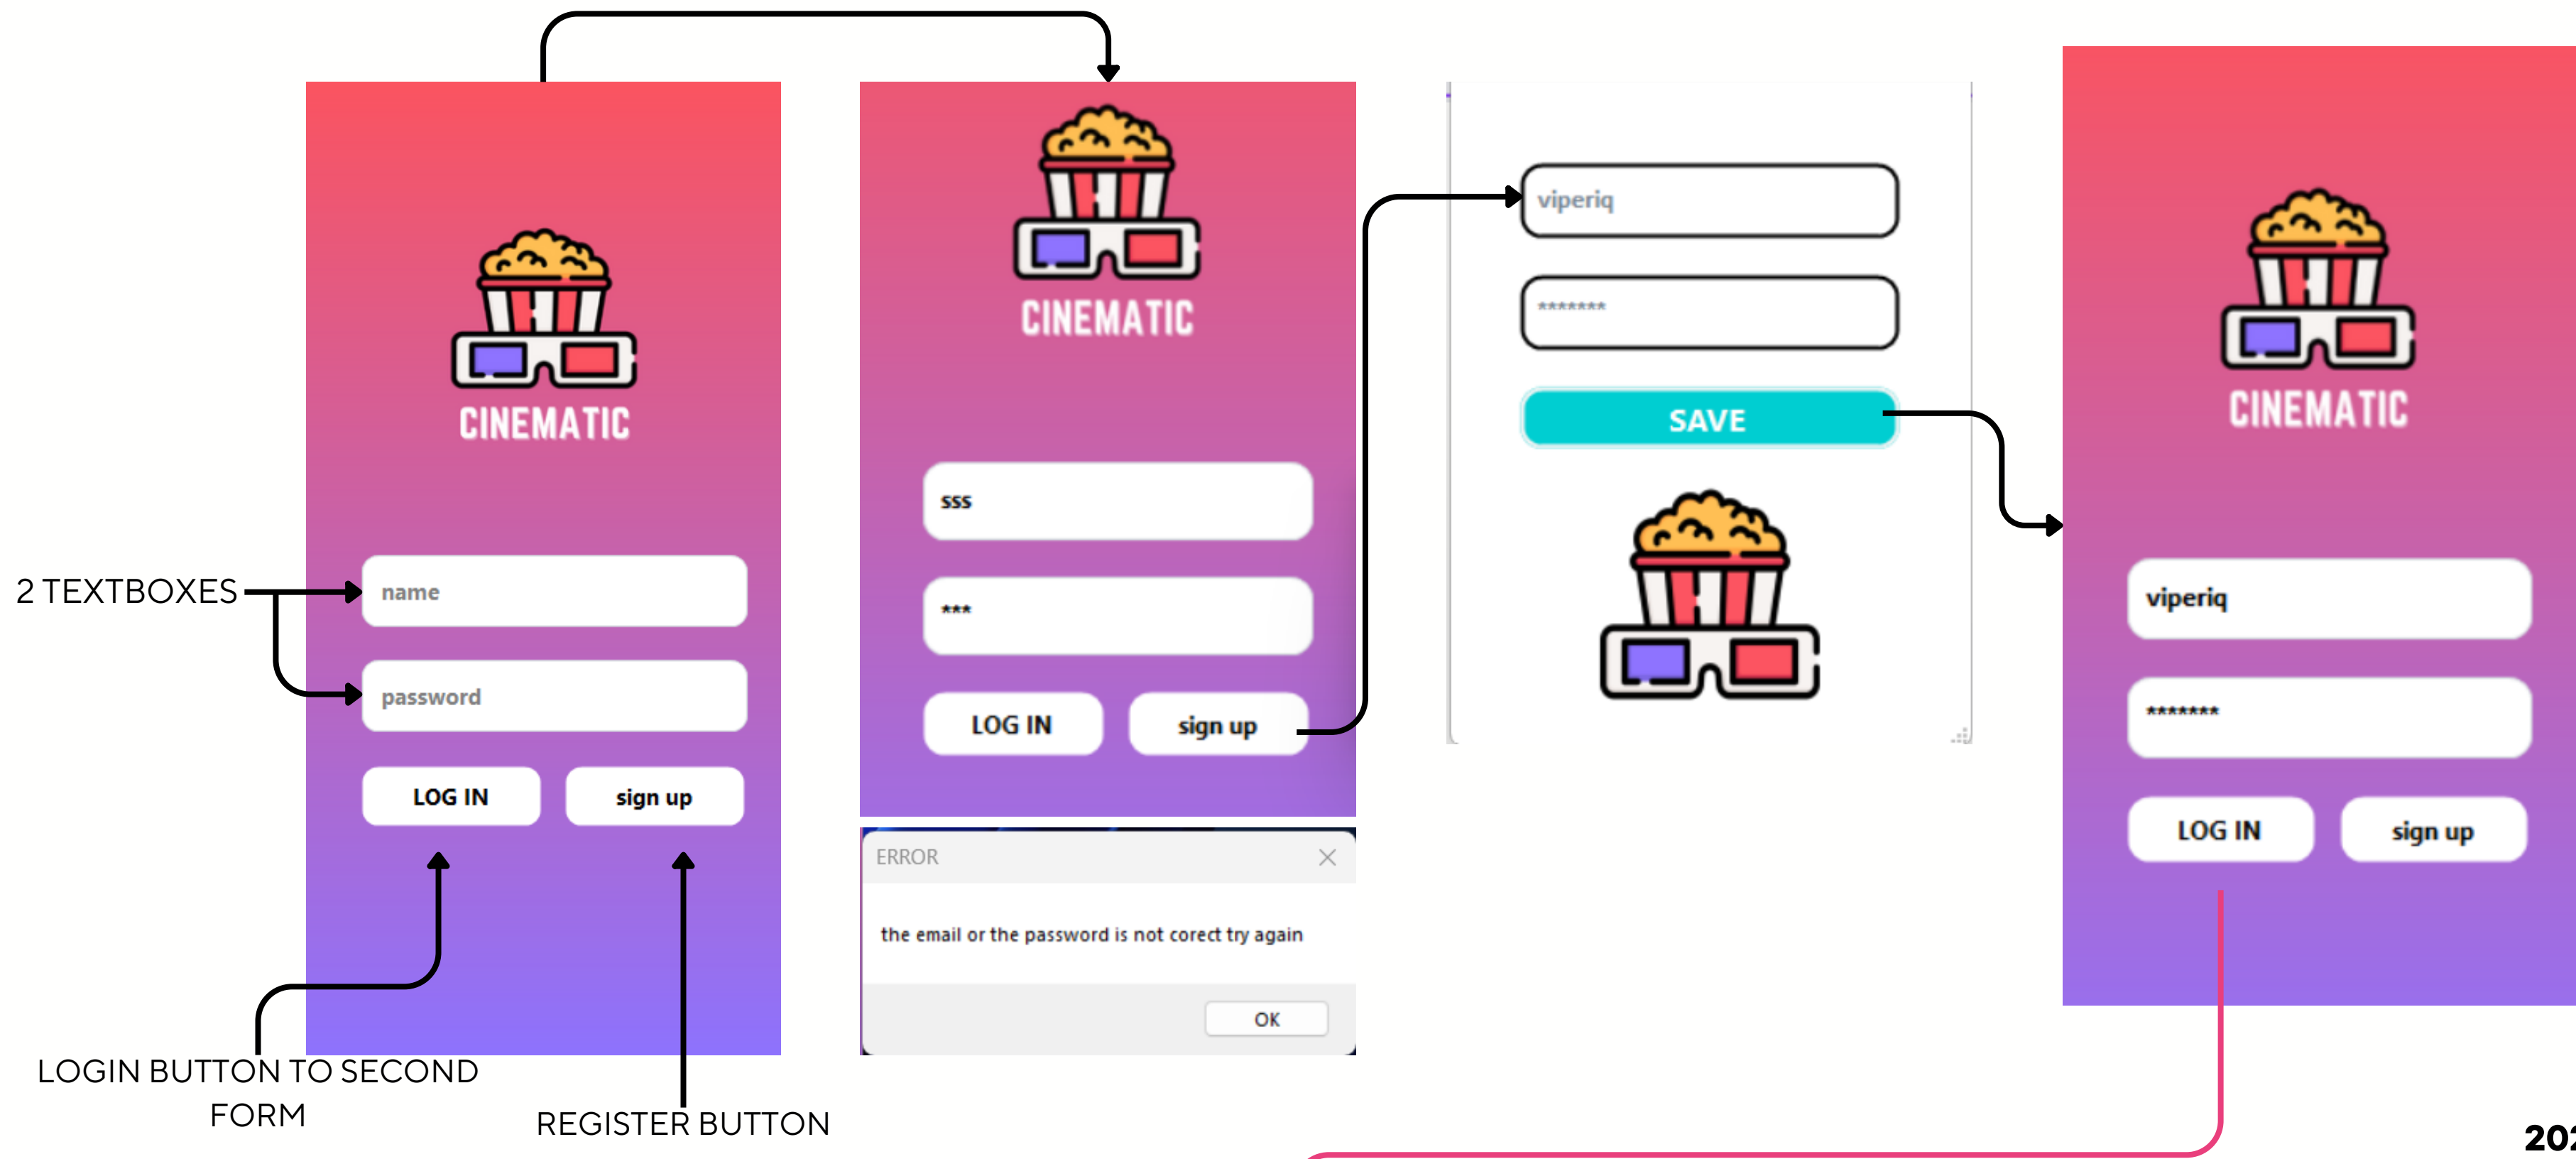 CINEMATIC
2 TEXTBOXES
name
password
LOG IN
sign up
LOGIN BUTTON TO SECOND
FORM
REGISTER BUTTON
CINEMATIC
sss
***
LOG IN
sign up
ERROR
the email or the password is not corect try again
OK
viperiq
*******
SAVE
CINEMATIC
viperiq
*******
LOG IN
sign up